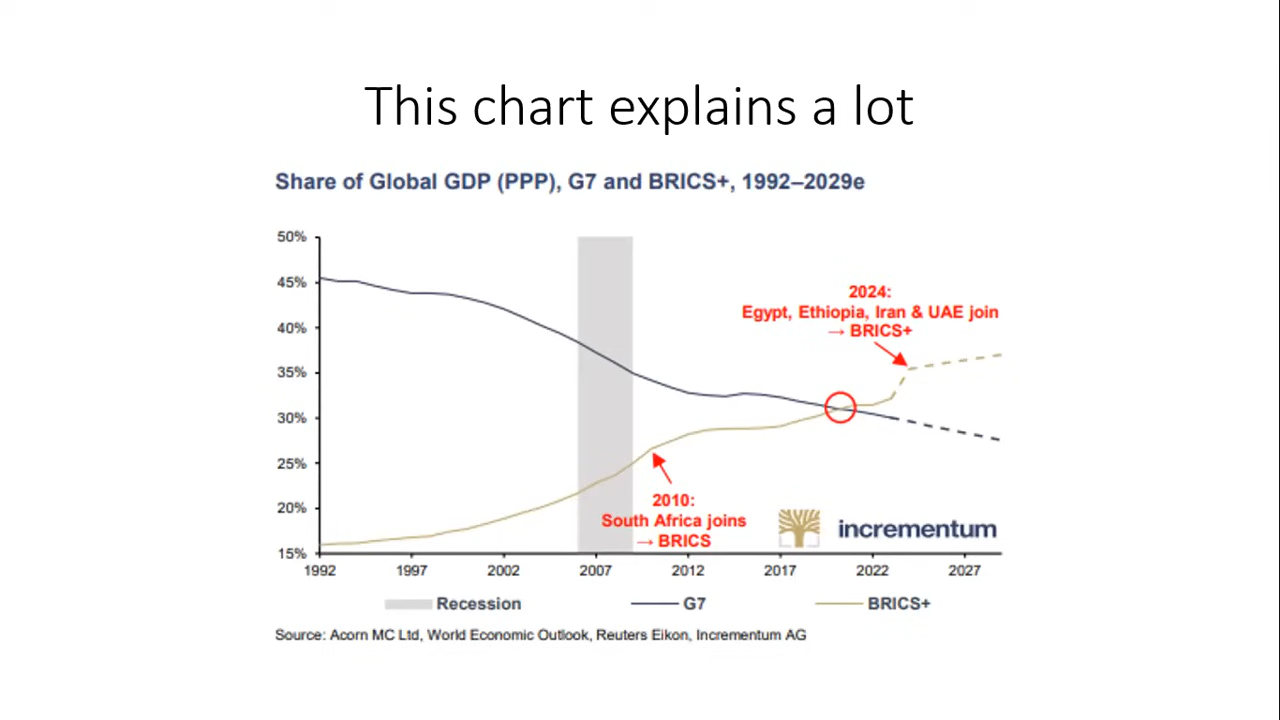 This chart explains a lot
Share of Global GDP (PPP), G7 and BRICS+, 1992–2029e
50%
45%
40%
35%
30%
25%
20%
15%
2024:
Egypt, Ethiopia, Iran & UAE join
→ BRICS+
2010:
South Africa joins
→ BRICS
incrementum
1992 1997 2002 2007 2012 2017 2022 2027
Recession G7 BRICS+
Source: Acorn MC Ltd, World Economic Outlook, Reuters Eikon, Incrementum AG